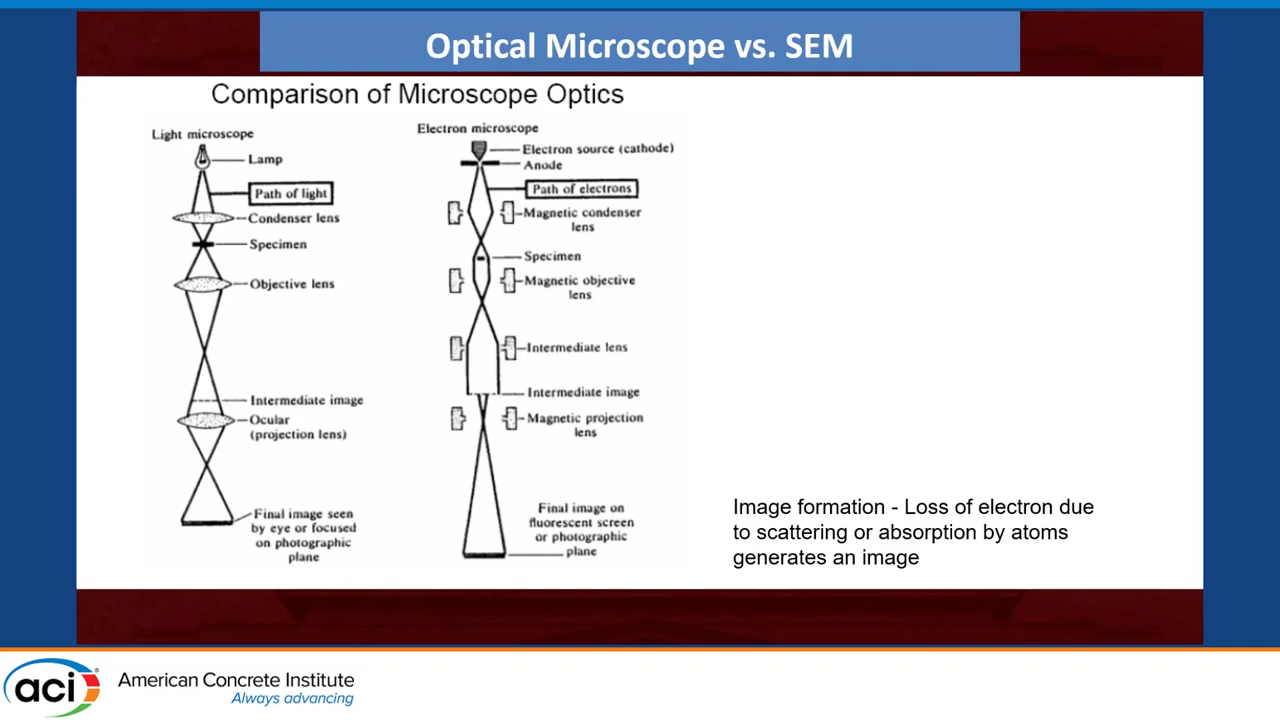 Optical Microscope vs. SEM
Comparison of Microscope Optics
Light microscope
Lamp
Path of light
Condenser lens
Specimen
Objective lens
Intermediate image
Ocular
(projection lens)
Final image seen
by eye or focused
on photographic
plane
Electron microscope
Electron source (cathode)
Anode
Path of electrons
Magnetic condenser
lens
Specimen
Magnetic objective
lens
Intermediate lens
Intermediate image
Magnetic projection
lens
Final image on
fluorescent screen
or photographic
plane
Image formation - Loss of electron due
to scattering or absorption by atoms
generates an image
aci ®
American Concrete Institute
Always advancing